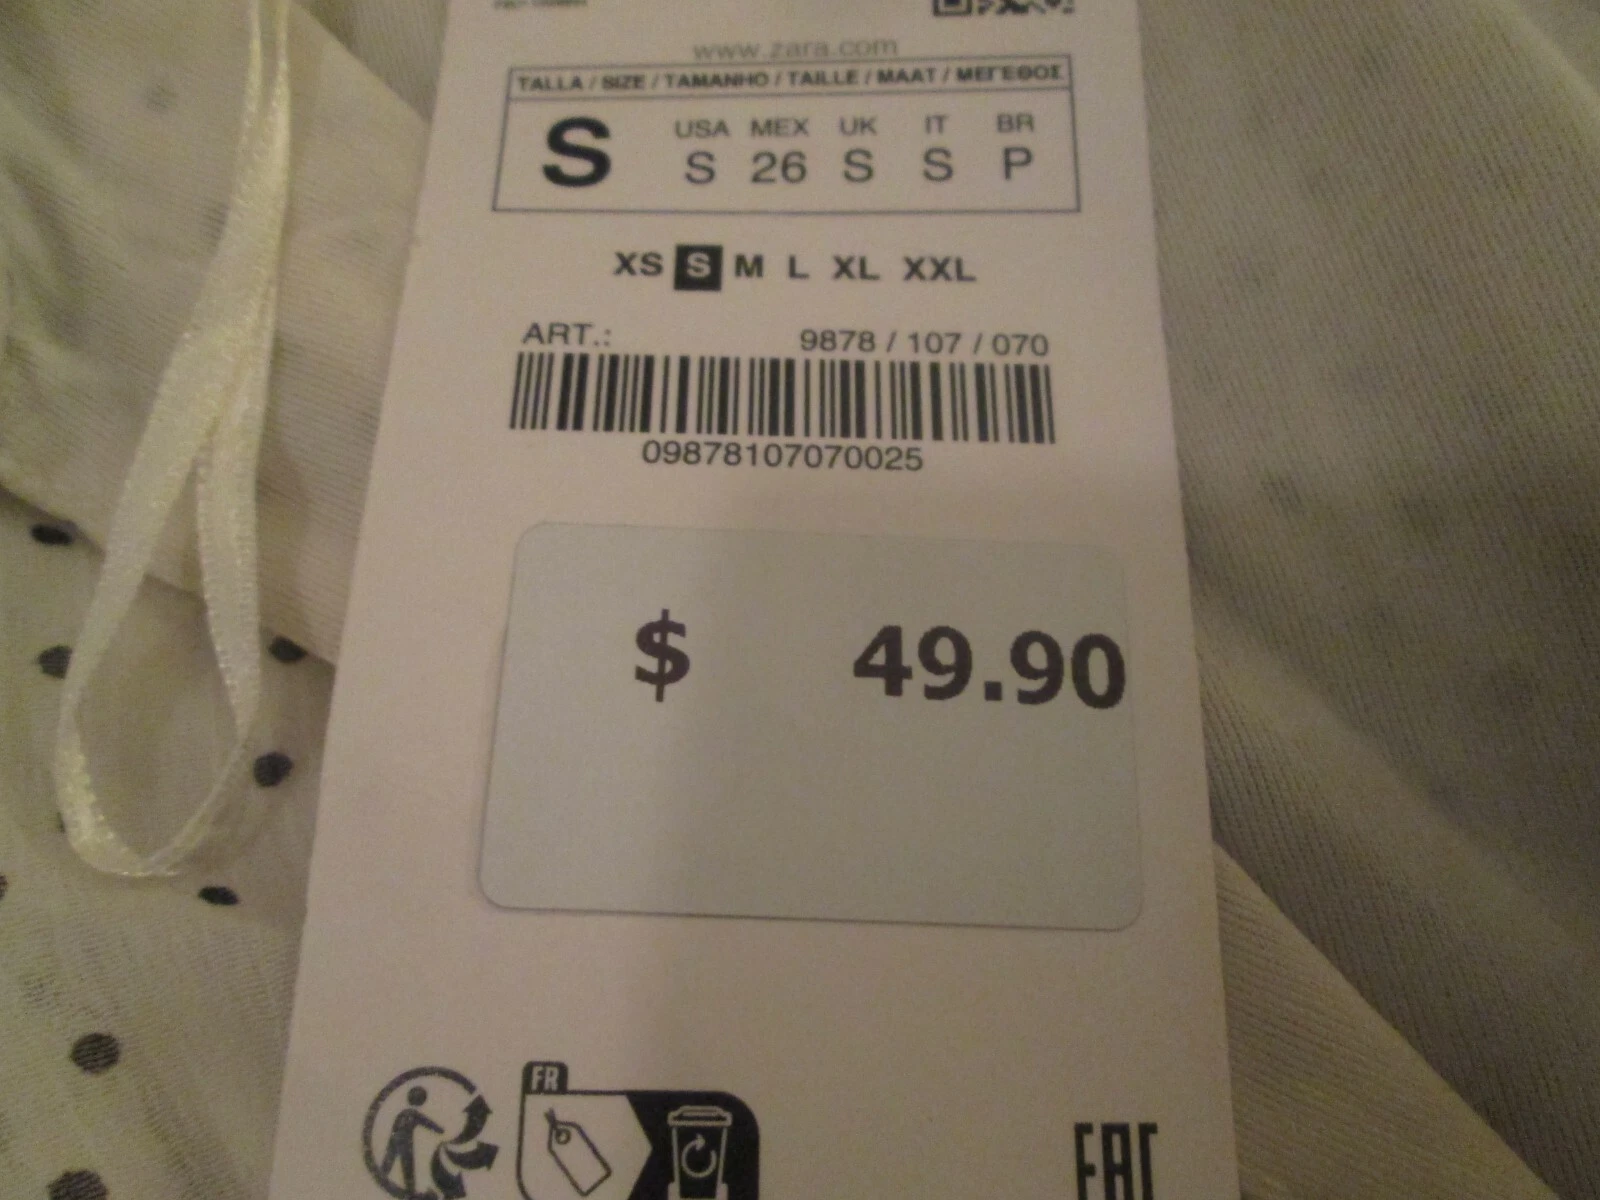 www.zara.com
TALLA / SIZE / TAMANHO / TAILLE / MAAT / ΜΕΓΕΘΟΣ
S
USA MEX UK IT BR
S 26 S S P
XS S M L XL XXL
ART.: 9878 / 107 / 070
09878107070025
$ 49.90
FR
EAC